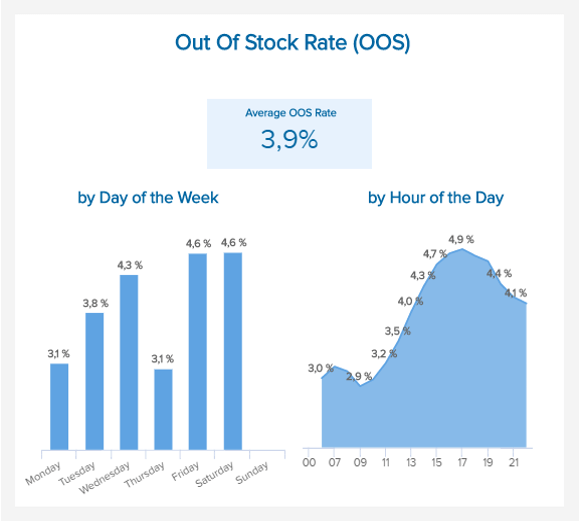 Out Of Stock Rate (OOS)
Average OOS Rate
3,9%
by Day of the Week
3,1 %
3,8 %
4,3 %
3,1 %
4,6 %
4,6 %
Monday
Tuesday
Wednesday
Thursday
Friday
Saturday
Sunday
by Hour of the Day
3,0 %
2,9 %
3,2 %
3,5 %
4,0 %
4,3 %
4,7 %
4,9 %
4,4 %
4,1 %
00 07 09 11 13 15 17 19 21